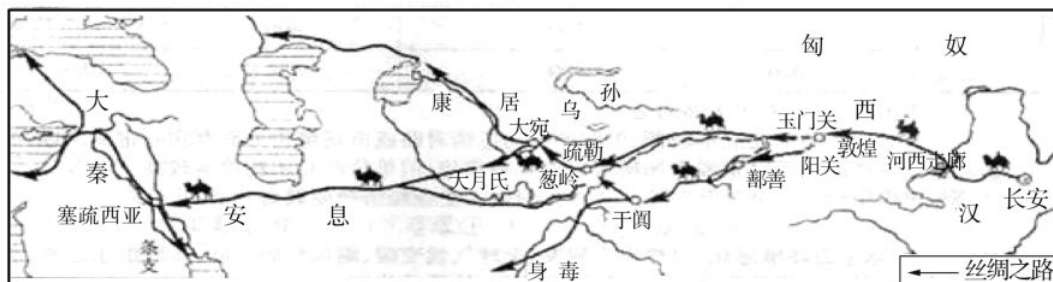 匈奴
大
康居
乌孙
玉门关
西
大宛
敦煌
河西走廊
疏勒
秦
大月氏
葱岭
鄯善
阳关
长安
塞疏西亚
安息
于阗
汉
条支
身毒
丝绸之路